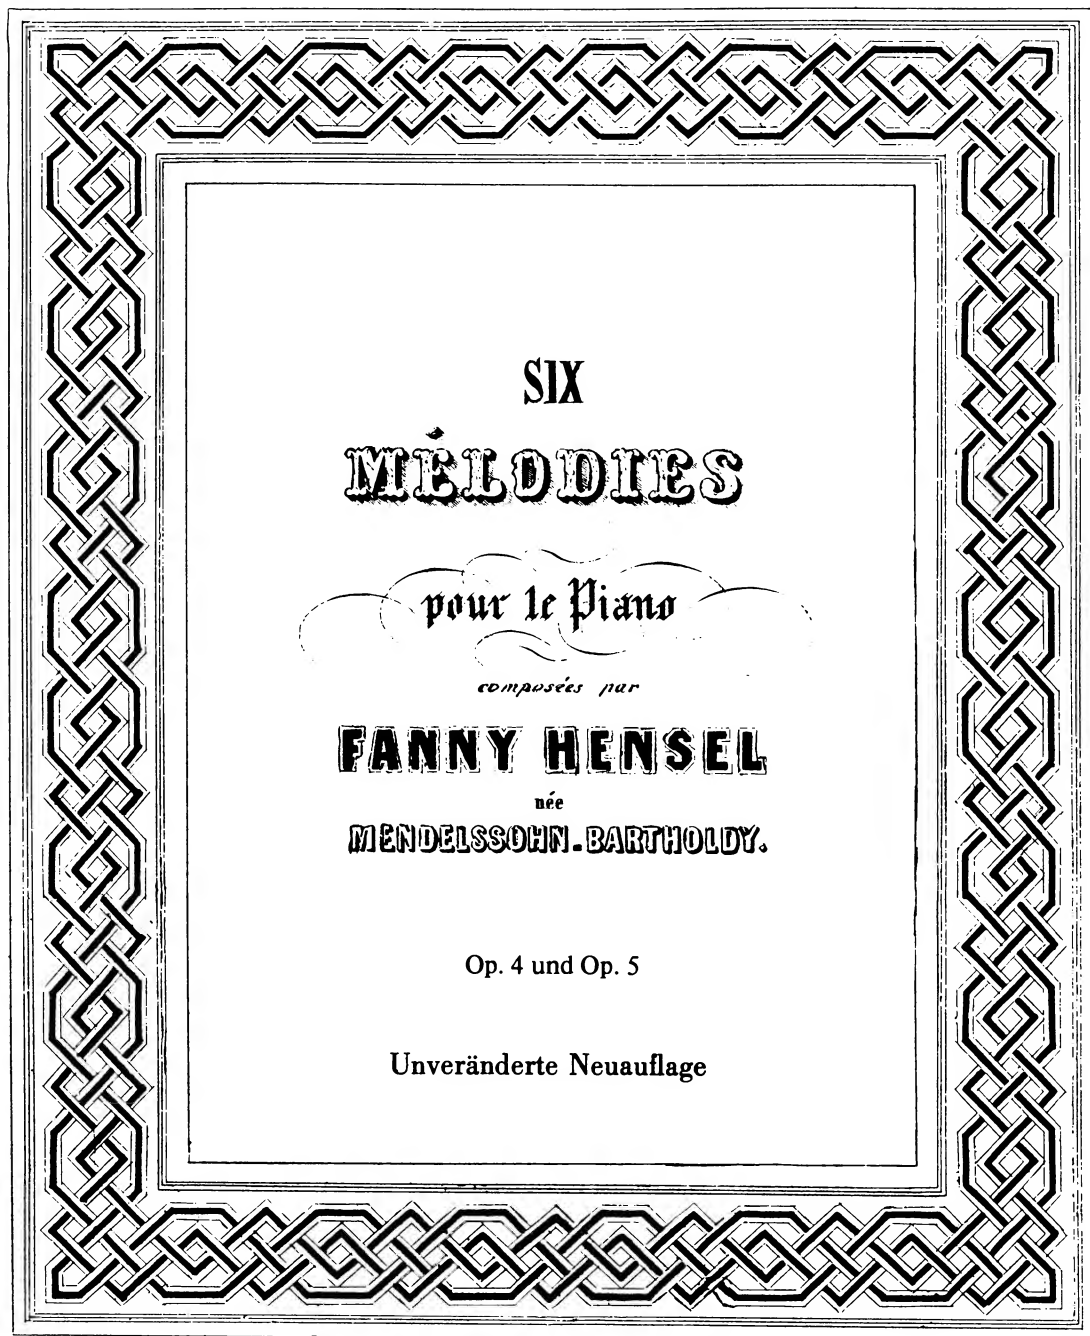 SIX
MÉLODIES
pour le Piano
composées par
FANNY HENSEL
née
MENDELSSOHN-BARTHOLDY.
Op. 4 und Op. 5
Unveränderte Neuauflage